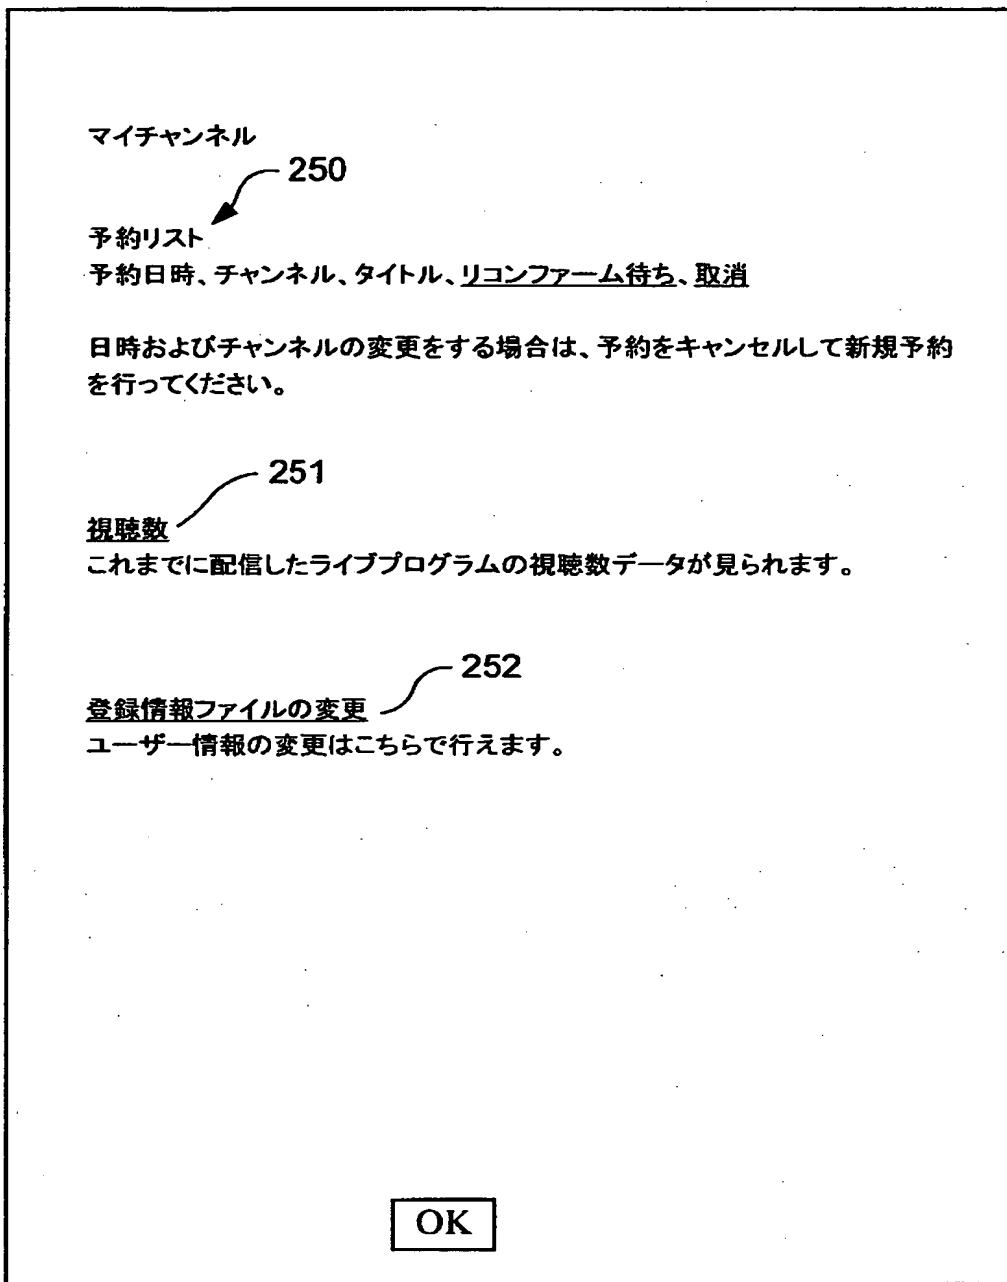 マイチャンネル
250
予約リスト
予約日時、チャンネル、タイトル、リコンファーム待ち、取消
日時およびチャンネルの変更をする場合は、予約をキャンセルして新規予約
を行ってください。
251
視聴数
これまでに配信したライブプログラムの視聴数データが見られます。
252
登録情報ファイルの変更
ユーザー情報の変更はこちらで行えます。
OK